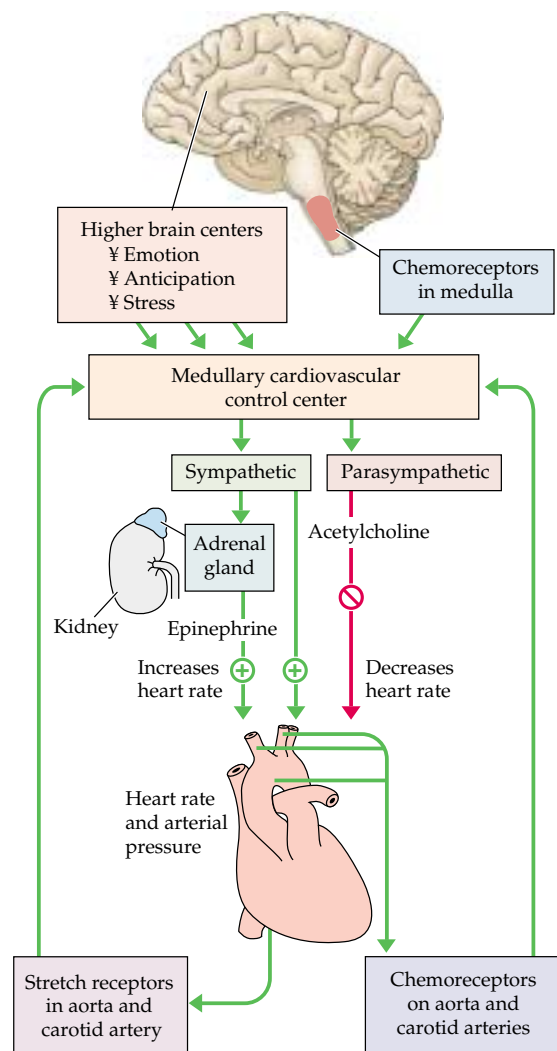 Higher brain centers
¥ Emotion
¥ Anticipation
¥ Stress
Chemoreceptors
in medulla
Medullary cardiovascular
control center
Sympathetic
Parasympathetic
Acetylcholine
Adrenal
gland
Kidney
Epinephrine
Increases
heart rate
+
+
Decreases
heart rate
Heart rate
and arterial
pressure
Stretch receptors
in aorta and
carotid artery
Chemoreceptors
on aorta and
carotid arteries